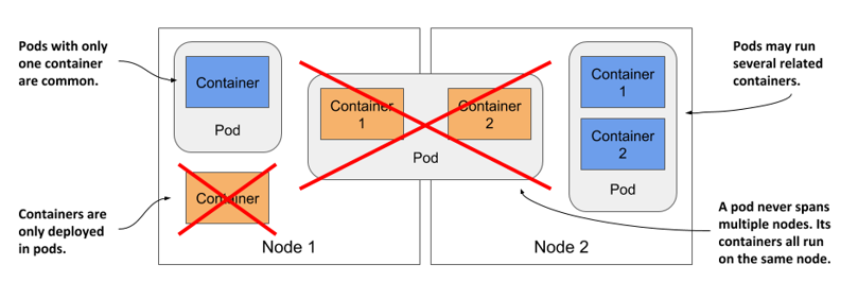 Pods with only
one container
are common.
Container
Pod
Container
Containers are
only deployed
in pods.
Node 1
Container
1
Container
2
Pod
Container
1
Container
2
Pod
Node 2
Pods may run
several related
containers.
A pod never spans
multiple nodes. Its
containers all run
on the same node.